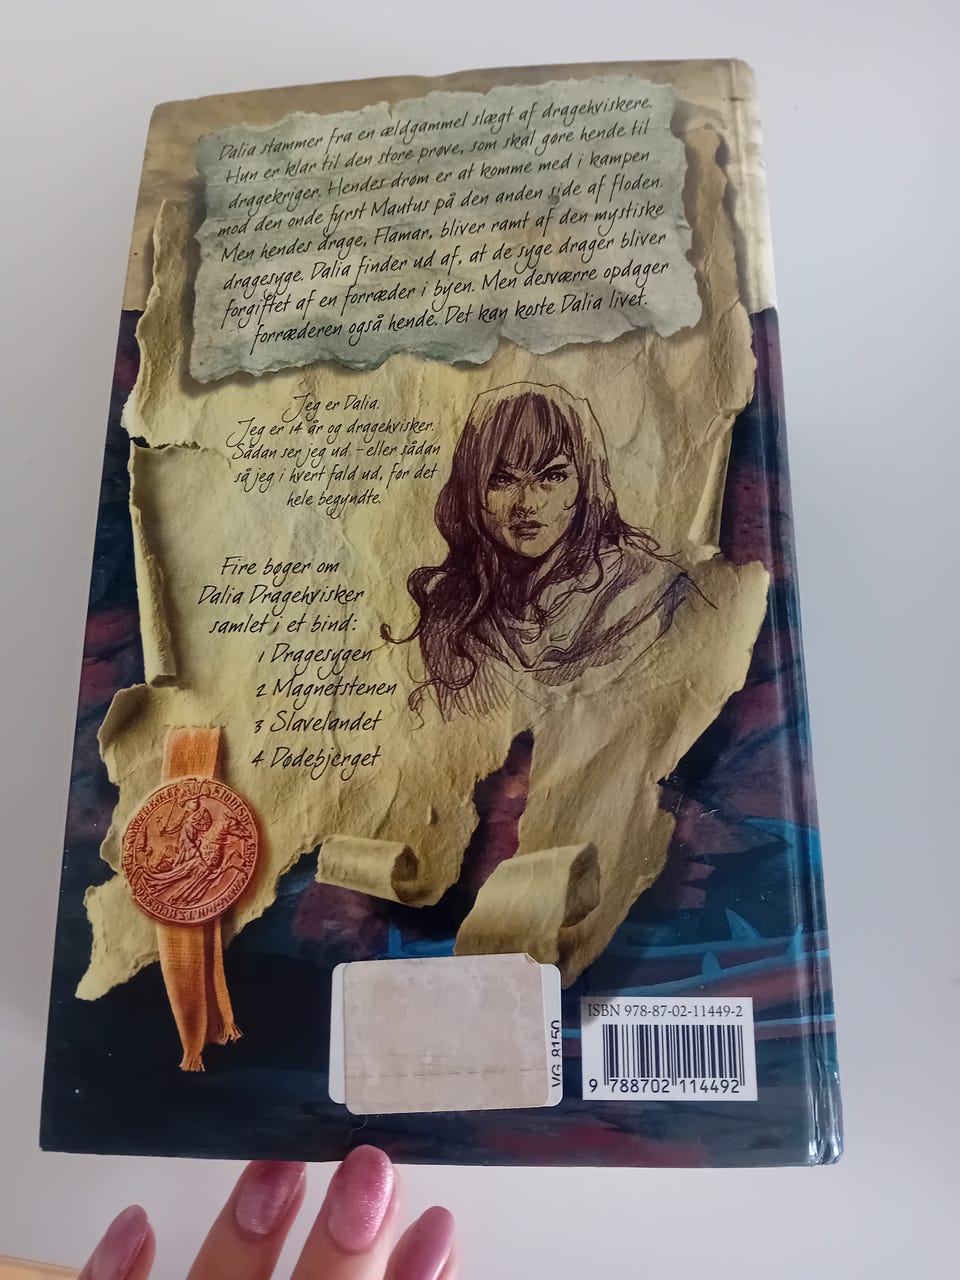 Dalia stammer fra en ældgammel slægt af dragehviskere.
Hun er klar til den store prøve, som skal gøre hende til
dragekriger. Hendes drøm er at komme med i kampen
mod den onde fyrst Mautus på den anden side af floden.
Men hendes drage, Flamar, bliver ramt af den mystiske
dragesyge. Dalia finder ud af, at de syge drager bliver
forgiftet af en forræder i byen. Men desværre opdager
forræderen også hende. Det kan koste Dalia livet.
Jeg er Dalia.
Jeg er 14 år og dragehvisker.
Sådan ser jeg ud, – eller sådan
så jeg i hvert fald ud, før det
hele begyndte.
Fire bøger om
Dalia Dragehvisker
samlet i et bind:
1 Dragesygen
2 Magnetstenen
3 Slavelandet
4 Dødebjerget
VG 8150
ISBN 978-87-02-11449-2
9 788702 114492